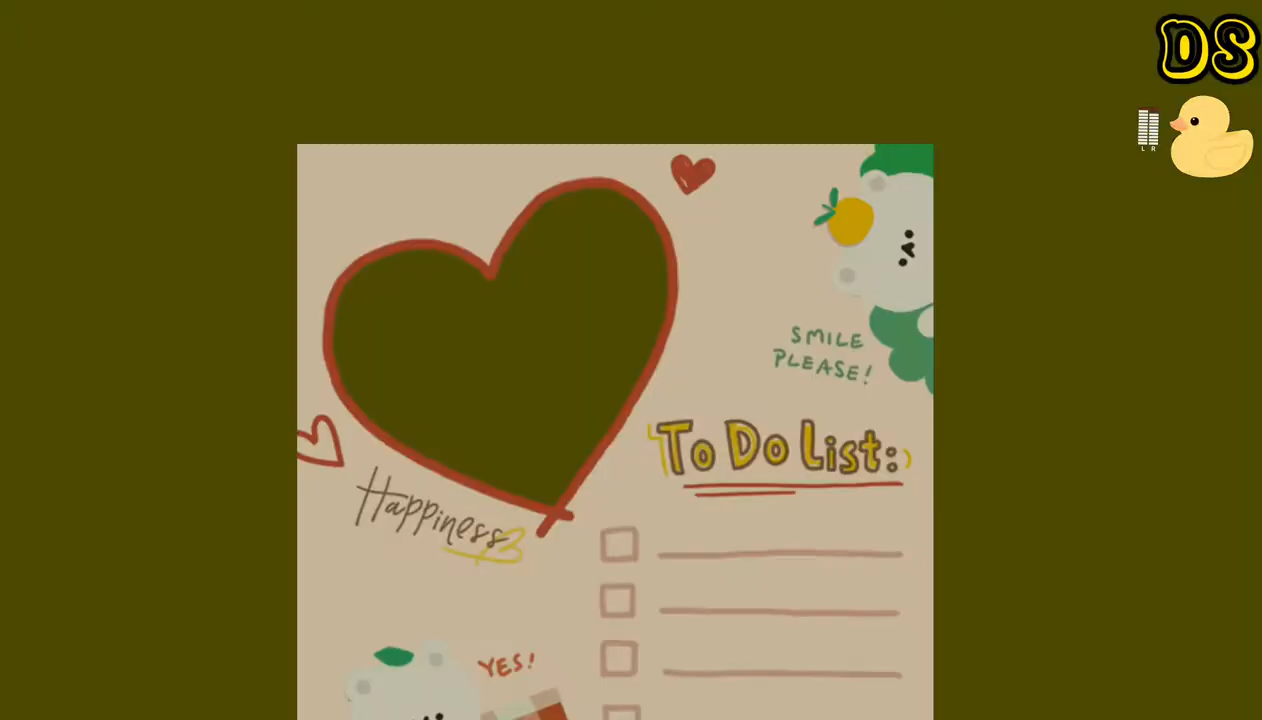 DS
L R
SMILE
PLEASE!
To Do List:
Happiness
YES!